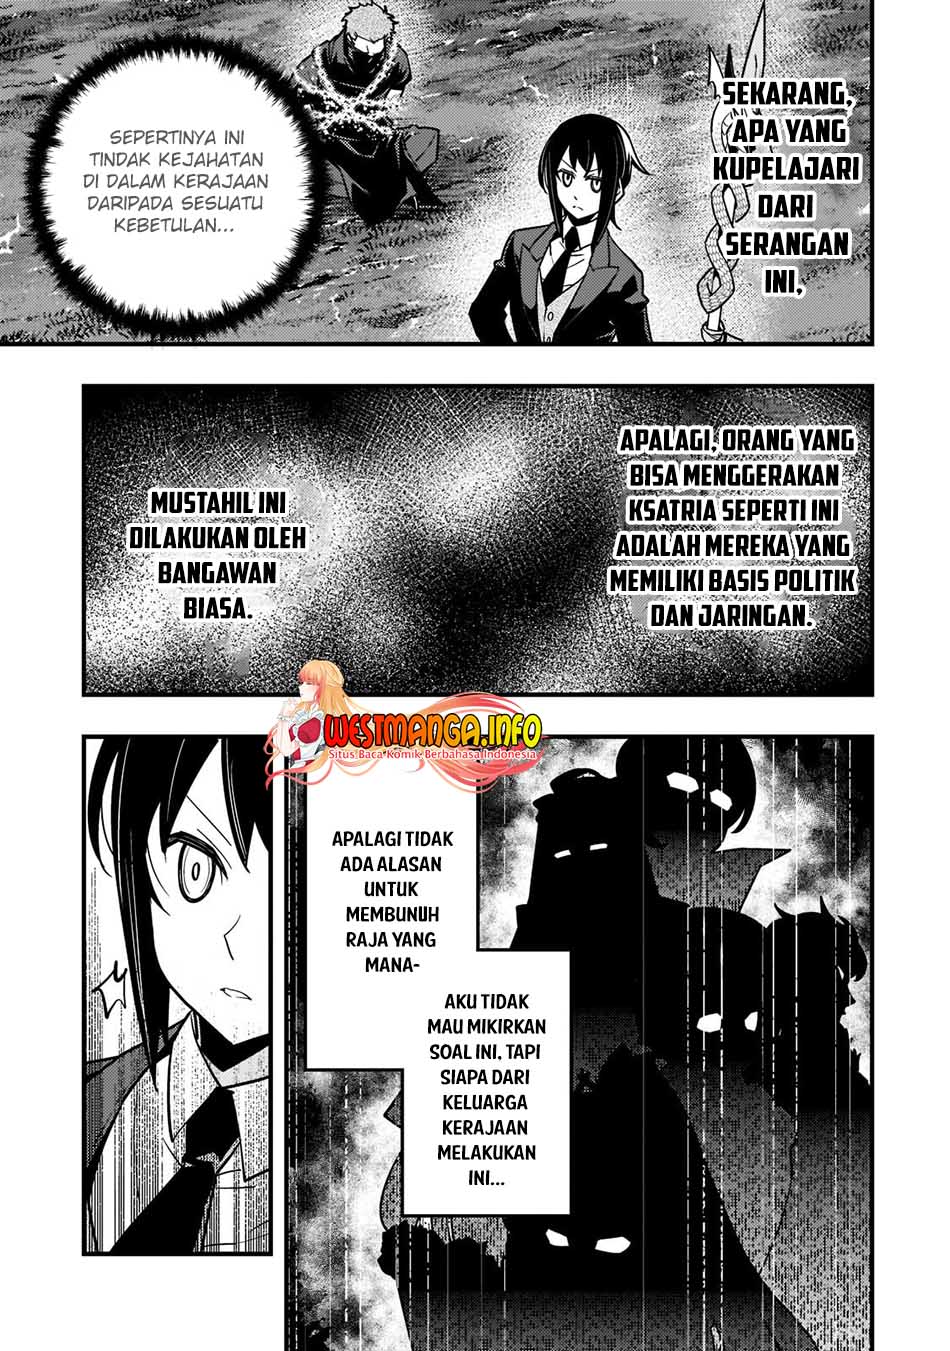 SEKARANG,
APA YANG
KUPELAJARI
DARI
SERANGAN
INI,
SEPERTINYA INI
TINDAK KEJAHATAN
DI DALAM KERAJAAN
DARIPADA SESUATU
KEBETULAN...
APALAGI, ORANG YANG
BISA MENGGERAKAN
KSATRIA SEPERTI INI
ADALAH MEREKA YANG
MEMILIKI BASIS POLITIK
DAN JARINGAN.
MUSTAHIL INI
DILAKUKAN OLEH
BANGAWAN
BIASA.
WESTMANGA.INFO
Situs Baca Komik Berbahasa Indonesia
APALAGI TIDAK
ADA ALASAN
UNTUK
MEMBUNUH
RAJA YANG
MANA-
AKU TIDAK
MAU MIKIRKAN
SOAL INI, TAPI
SIAPA DARI
KELUARGA
KERAJAAN
MELAKUKAN
INI...